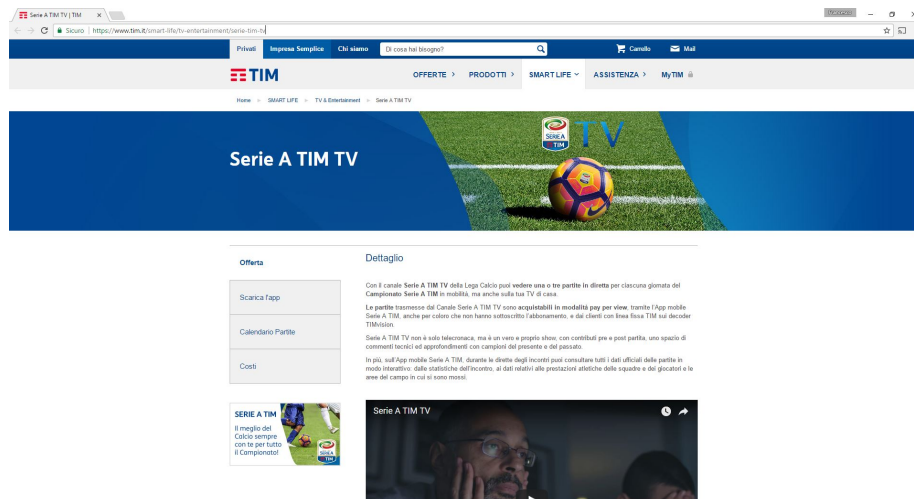 Serie A TIM TV | TIM
Sicuro | https://www.tim.it/smart-life/tv-entertainment/serie-tim-tv
Privati Impresa Semplice Chi siamo Di cosa hai bisogno? Carrello Mail
TIM OFFERTE > PRODOTTI > SMART LIFE ASSISTENZA > MyTIM
Home > SMART LIFE > TV & Entertainment > Serie A TIM TV
SERIE A
TIM
TV
Serie A TIM TV
Offerta
Scarica l'app
Calendario Partite
Costi
Dettaglio
Con il canale Serie A TIM TV della Lega Calcio puoi vedere una o tre partite in diretta per ciascuna giornata del
Campionato Serie A TIM in mobilità, ma anche sulla tua TV di casa.
Le partite trasmesse dal Canale Serie A TIM TV sono acquistabili in modalità pay per view, tramite l'App mobile
Serie A TIM, anche per coloro che non hanno sottoscritto l'abbonamento, e dai clienti con linea fissa TIM sui decoder
TIMvision.
Serie A TIM TV non è solo telecronaca, ma è un vero e proprio show, con contributi pre e post partita, uno spazio di
commenti tecnici ed approfondimenti con campioni del presente e del passato.
In più, sull'App mobile Serie A TIM, durante le dirette degli incontri puoi consultare tutti i dati ufficiali delle partite in
modo interattivo: dalle statistiche dell'incontro, ai dati relativi alle prestazioni atletiche delle squadre e dei giocatori e le
aree del campo in cui si sono mossi.
SERIE A TIM
Il meglio del
Calcio sempre
con te per tutto
il Campionato!
SERIE A
TIM
Serie A TIM TV